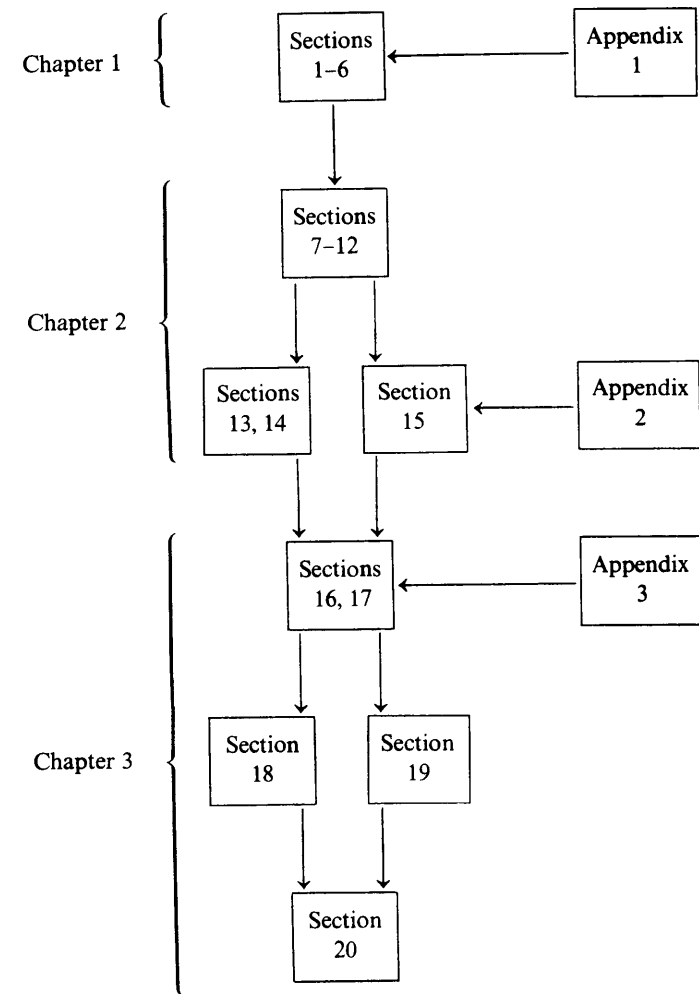 Chapter 1
Sections
1–6
Appendix
1
Chapter 2
Sections
7–12
Sections
13, 14
Section
15
Appendix
2
Chapter 3
Sections
16, 17
Appendix
3
Section
18
Section
19
Section
20